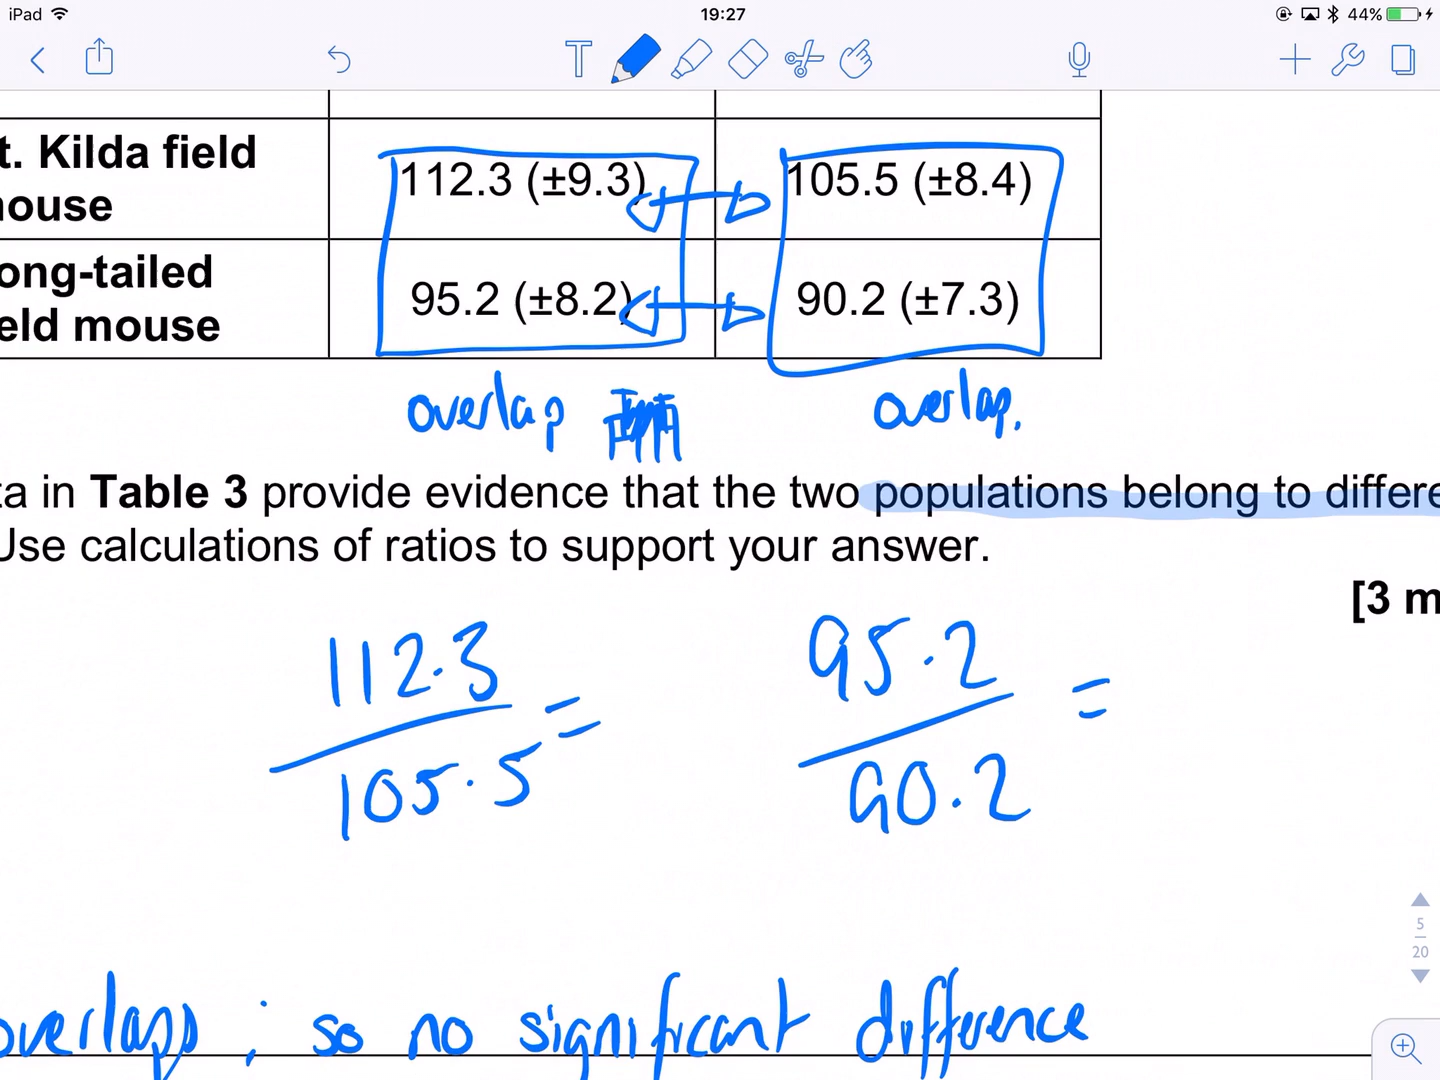 iPad 19:27 44%
T
t. Kilda field 112.3 (±9.3) 105.5 (±8.4)
ouse
ong-tailed 95.2 (±8.2) 90.2 (±7.3)
eld mouse
overlap overlap.
ta in Table 3 provide evidence that the two populations belong to differe
Use calculations of ratios to support your answer.
[3 m
112.3 95.2
= =
105.5 90.2
5
20
overlaps ; so no significant difference